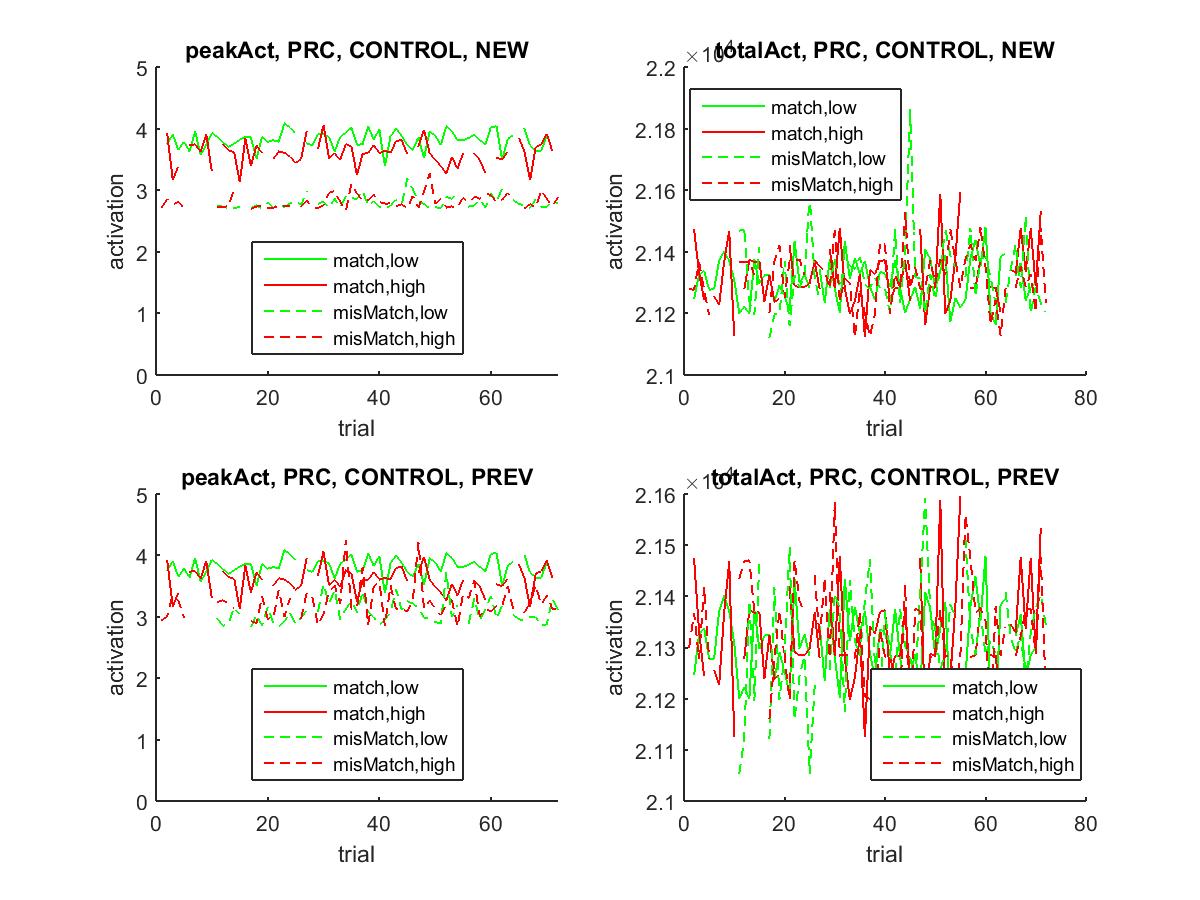 peakAct, PRC, CONTROL, NEW
5
4
3
2
1
0
activation
match,low
match,high
misMatch,low
misMatch,high
0 20 40 60
trial
×10⁴
totalAct, PRC, CONTROL, NEW
2.2
2.18
2.16
2.14
2.12
2.1
activation
match,low
match,high
misMatch,low
misMatch,high
0 20 40 60 80
trial
peakAct, PRC, CONTROL, PREV
5
4
3
2
1
0
activation
match,low
match,high
misMatch,low
misMatch,high
0 20 40 60
trial
×10⁴
totalAct, PRC, CONTROL, PREV
2.16
2.15
2.14
2.13
2.12
2.11
2.1
activation
match,low
match,high
misMatch,low
misMatch,high
0 20 40 60 80
trial